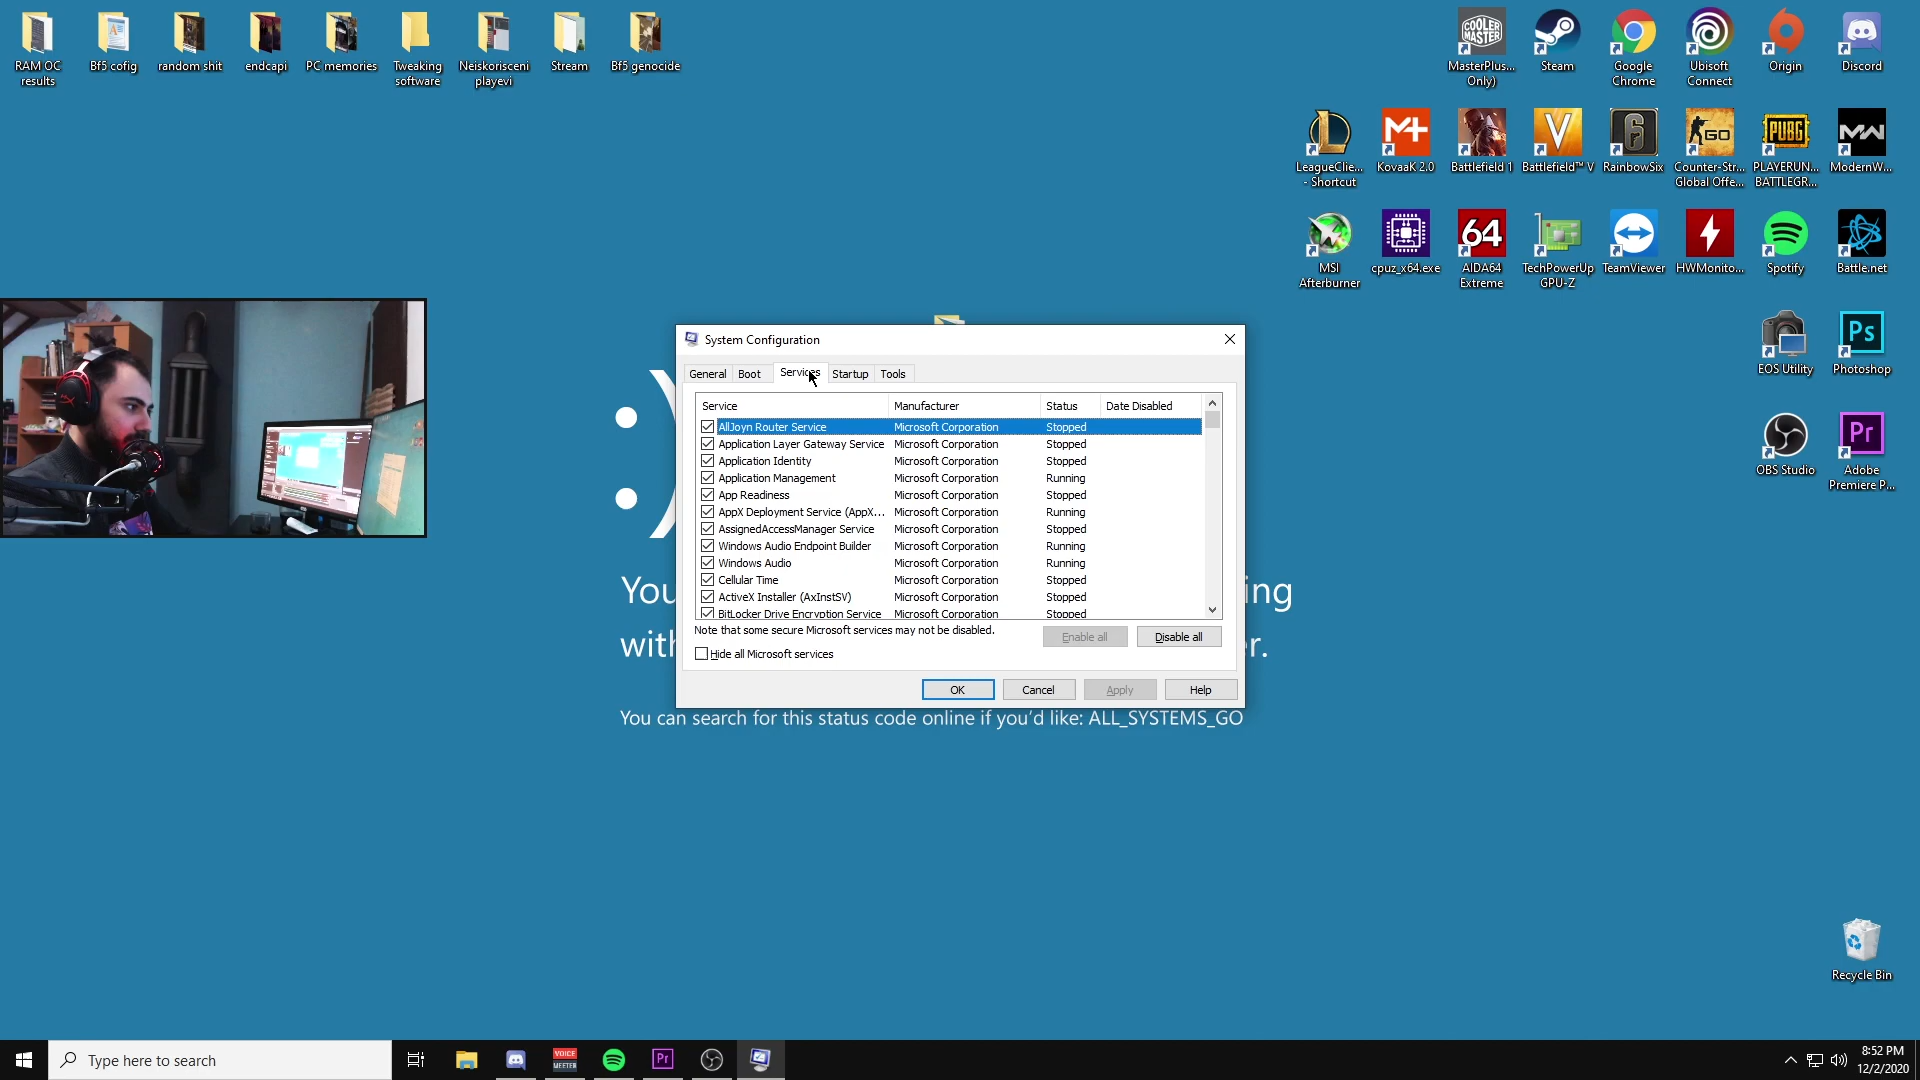 RAM OC
results
Bf5 cofig
random shit
endcapi
PC memories
Tweaking
software
Neiskorisceni
playevi
Stream
Bf5 genocide
MasterPlus...
Only)
Steam
Google
Chrome
Ubisoft
Connect
Origin
Discord
LeagueClie...
- Shortcut
KovaaK 2.0
Battlefield 1
Battlefield™ V
RainbowSix
Counter-Str...
Global Offe...
PLAYERUN...
BATTLEGR...
ModernW...
MSI
Afterburner
cpuz_x64.exe
AIDA64
Extreme
TechPowerUp
GPU-Z
TeamViewer
HWMonito...
Spotify
Battle.net
EOS Utility
Photoshop
OBS Studio
Adobe
Premiere P...
System Configuration
General
Boot
Services
Startup
Tools
Service Manufacturer Status Date Disabled
AllJoyn Router Service Microsoft Corporation Stopped
Application Layer Gateway Service Microsoft Corporation Stopped
Application Identity Microsoft Corporation Stopped
Application Management Microsoft Corporation Running
App Readiness Microsoft Corporation Stopped
AppX Deployment Service (AppX... Microsoft Corporation Running
AssignedAccessManager Service Microsoft Corporation Stopped
Windows Audio Endpoint Builder Microsoft Corporation Running
Windows Audio Microsoft Corporation Running
Cellular Time Microsoft Corporation Stopped
ActiveX Installer (AxInstSV) Microsoft Corporation Stopped
BitLocker Drive Encryption Service Microsoft Corporation Stopped
Note that some secure Microsoft services may not be disabled.
Enable all
Disable all
Hide all Microsoft services
OK
Cancel
Apply
Help
You can search for this status code online if you'd like: ALL_SYSTEMS_GO
Recycle Bin
Type here to search
8:52 PM
12/2/2020